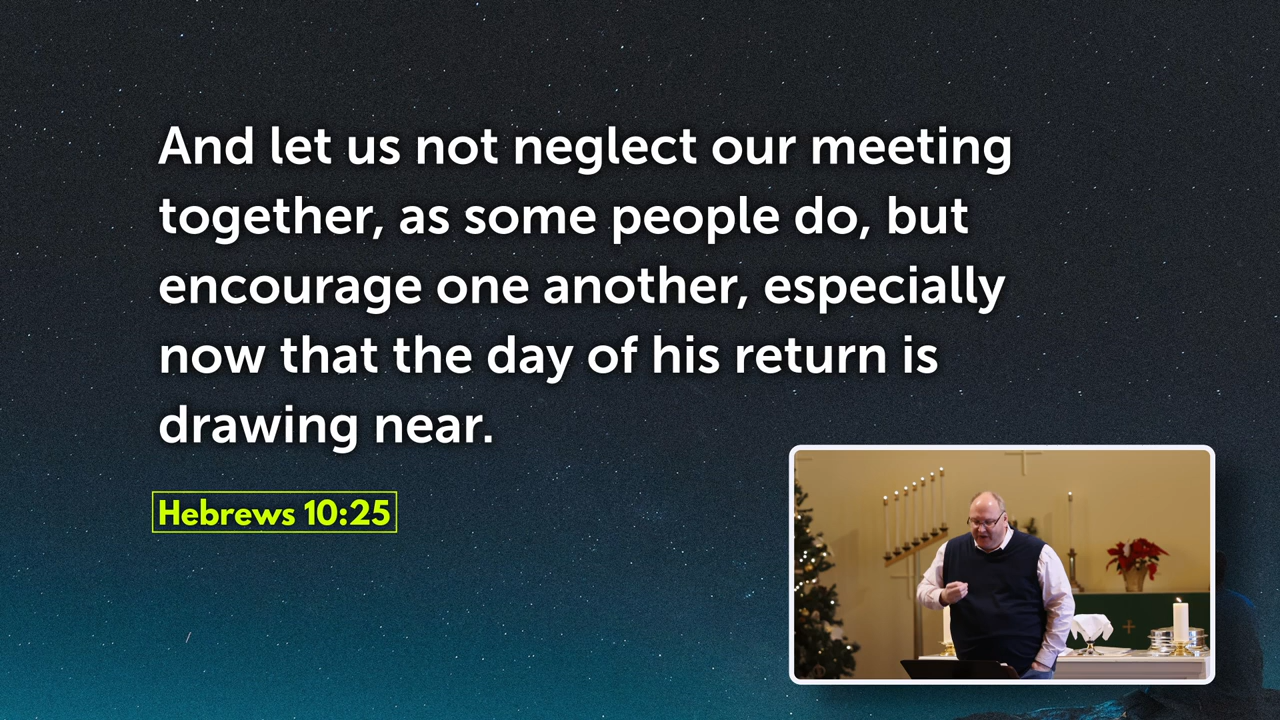 And let us not neglect our meeting
together, as some people do, but
encourage one another, especially
now that the day of his return is
drawing near.
Hebrews 10:25